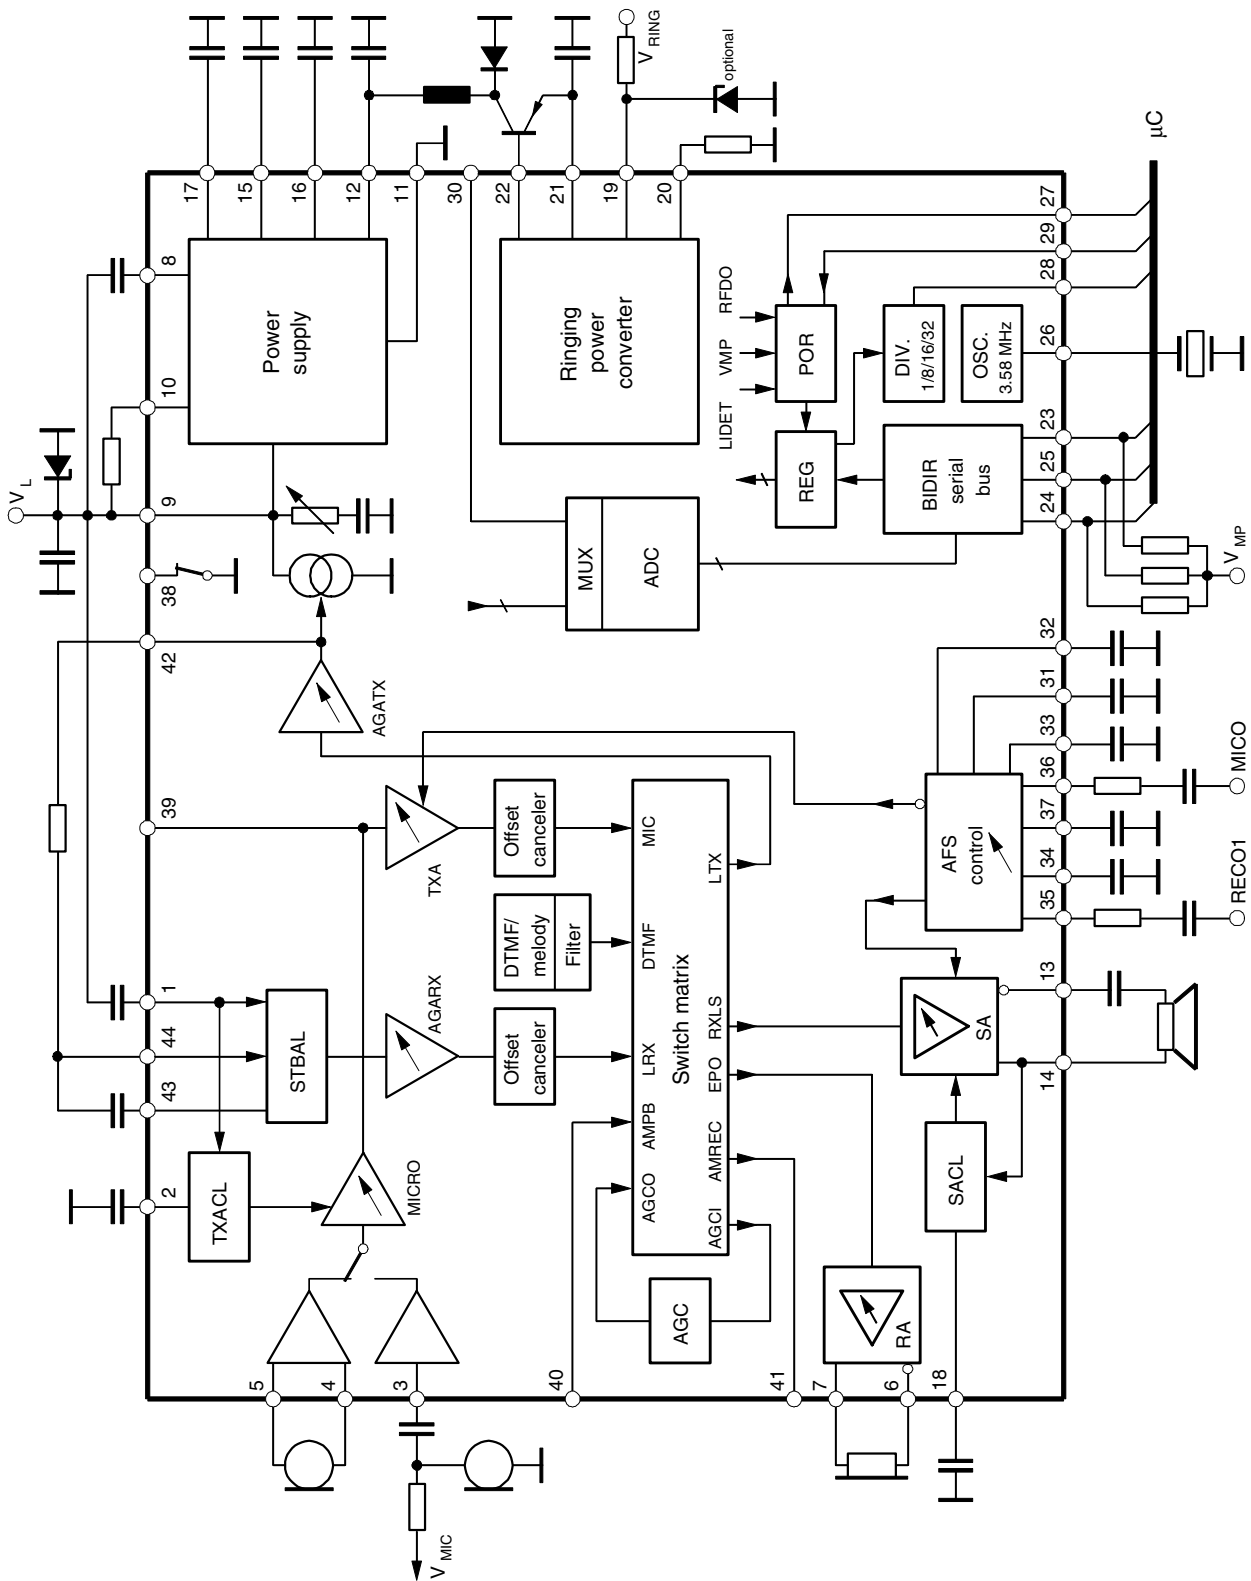 V MIC
5
4
3
40
41
7
6
18
MICRO
TXACL
2
43
44
1
39
42
38
9
10
8
STBAL
AGARX
TXA
AGATX
Offset
canceler
DTMF/
melody
Filter
Offset
canceler
AGCO
AMPB
LRX
DTMF
MIC
Switch matrix
AGCI
AMREC
EPO
RXLS
LTX
AGC
RA
SACL
SA
AFS
control
14
13
35
34
37
36
33
31
32
RECO1
MICO
V L
Power
supply
17
15
16
12
11
30
22
21
19
20
Ringing
power
converter
V RING
optional
MUX
ADC
LIDET
VMP
RFDO
REG
POR
BIDIR
serial
bus
DIV.
1/8/16/32
OSC.
3.58 MHz
24
25
23
26
28
29
27
V MP
µC